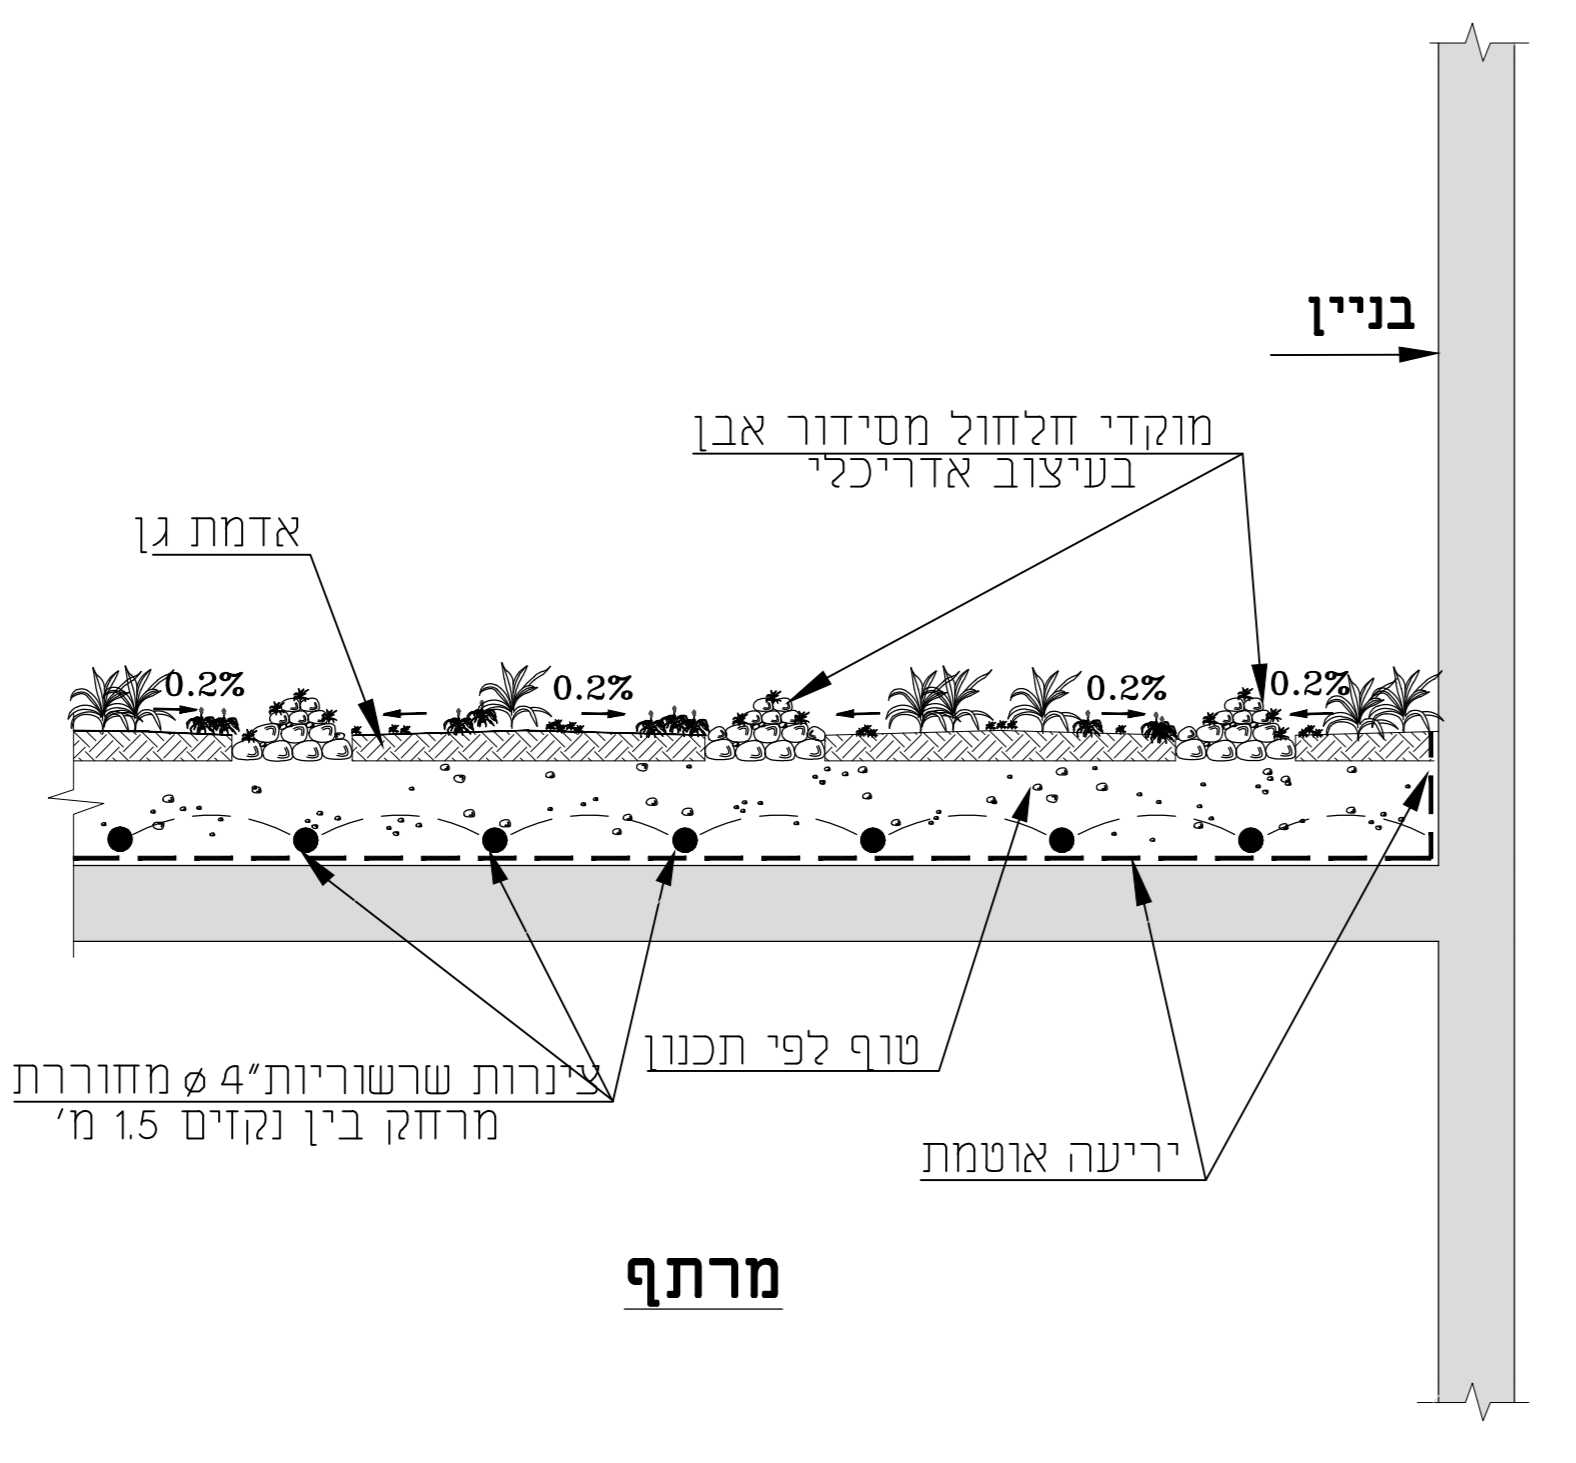 בניין
מוקדי חלחול מסידור אבן
בעיצוב אדריכלי
אדמת גן
0.2%
0.2%
0.2%
0.2%
טוף לפי תכנון
צינרות שרשוריות 4" ⌀ מחוררת
מרחק בין נקזים 1.5 מ'
יריעה אוטמת
מרתף